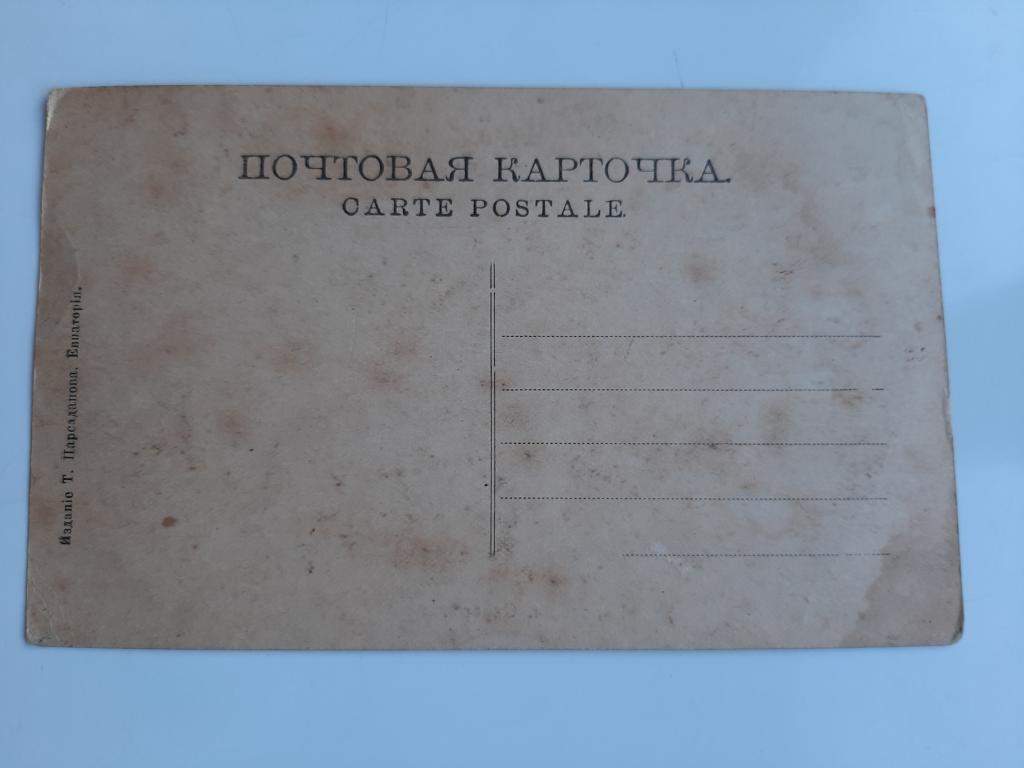 ПОЧТОВАЯ КАРТОЧКА.
CARTE POSTALE.
Изданіе Т. Парсаданова. Евпаторія.